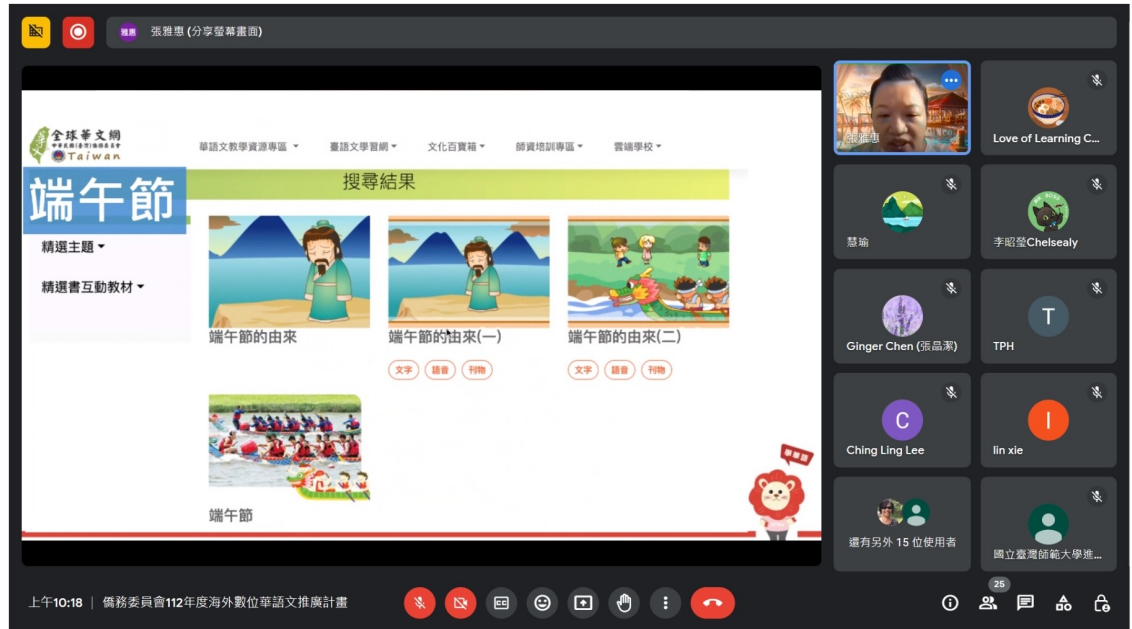 雅惠 張雅惠 (分享螢幕畫面)
全球華文網
Taiwan
華語文教學資源專區
臺語文學習網
文化百寶箱
師資培訓專區
雲端學校
端午節
搜尋結果
精選主題
精選書互動教材
端午節的由來
端午節的由來(一)
文字 語音 刊物
端午節的由來(二)
文字 語音 刊物
端午節
學華語
張雅惠
Love of Learning C...
慧瑜
李昭瑩Chelsealy
Ginger Chen (張晶潔)
T
TPH
C
Ching Ling Lee
l
lin xie
還有另外 15 位使用者
國立臺灣師範大學進...
上午10:18 | 僑務委員會112年度海外數位華語文推廣計畫
CC
25